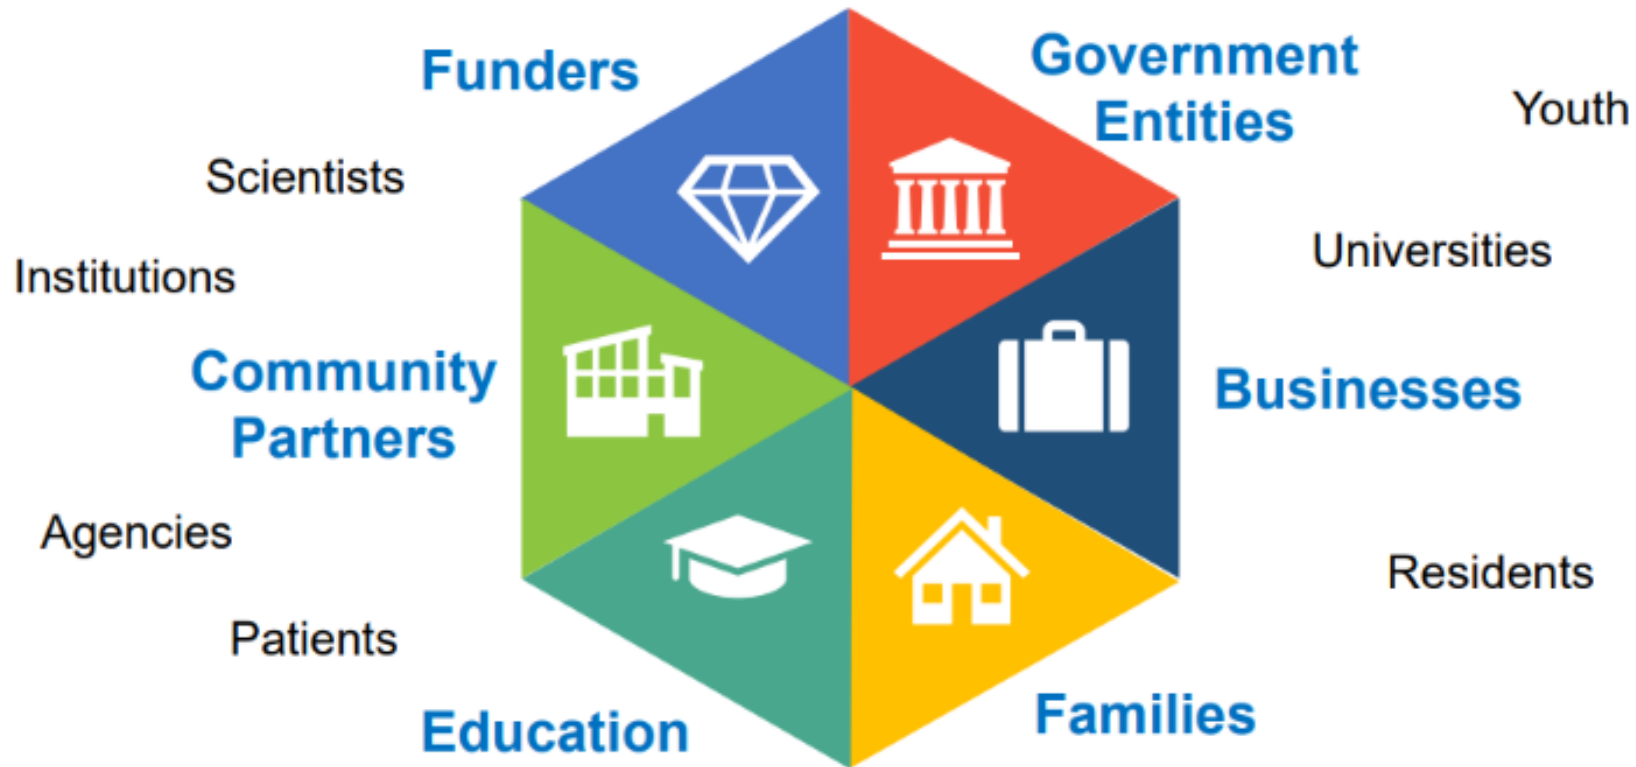 Funders
Government
Entities
Youth
Scientists
Universities
Institutions
Community
Partners
Businesses
Agencies
Residents
Patients
Education
Families